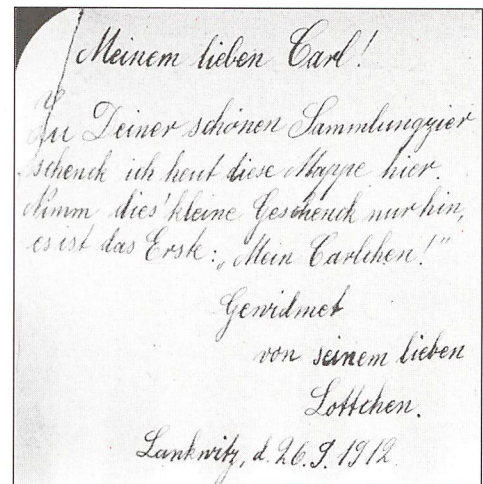 Meinem lieben Carl!
Zu Deiner schönen Sammlungzier
schenck ich heut diese Mappe hier.
Nimm dies' kleine Geschenck nur hin,
es ist das Erste: „Mein Carlchen!"
Gewidmet
von seinem lieben
Lottchen.
Lankwitz, d. 26.9.1912.